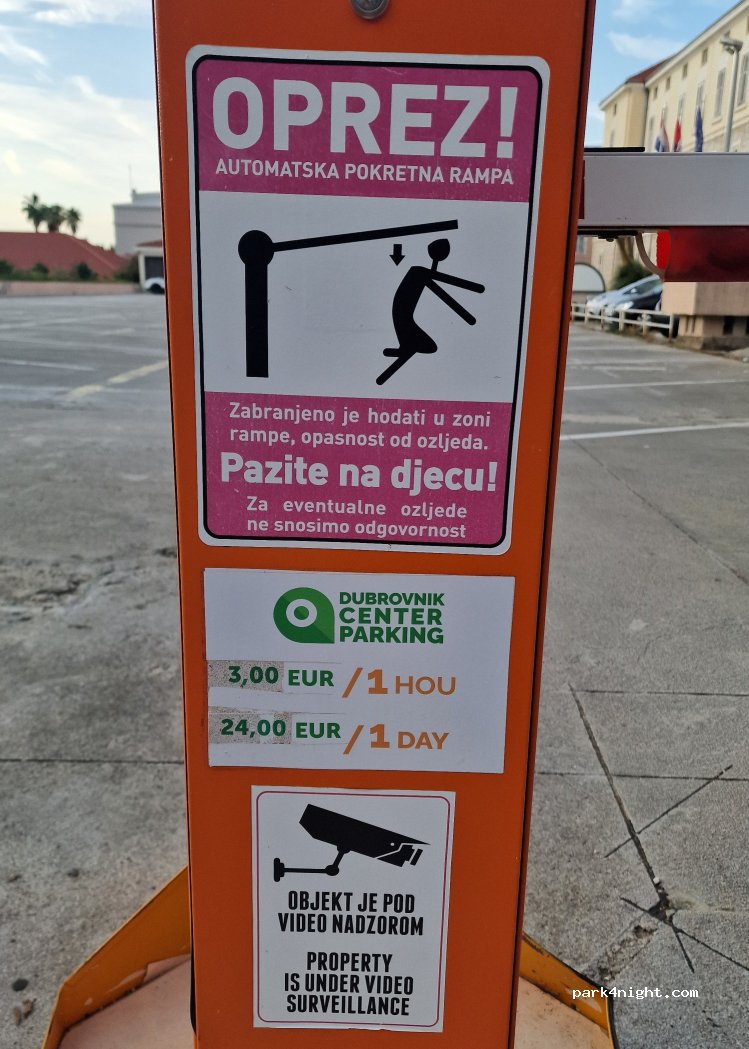 OPREZ!
AUTOMATSKA POKRETNA RAMPA
Zabranjeno je hodati u zoni
rampe, opasnost od ozljeda.
Pazite na djecu!
Za eventualne ozljede
ne snosimo odgovornost
DUBROVNIK
CENTER
PARKING
3,00 EUR /1 HOU
24,00 EUR /1 DAY
OBJEKT JE POD
VIDEO NADZOROM
PROPERTY
IS UNDER VIDEO
SURVEILLANCE
park4night.com